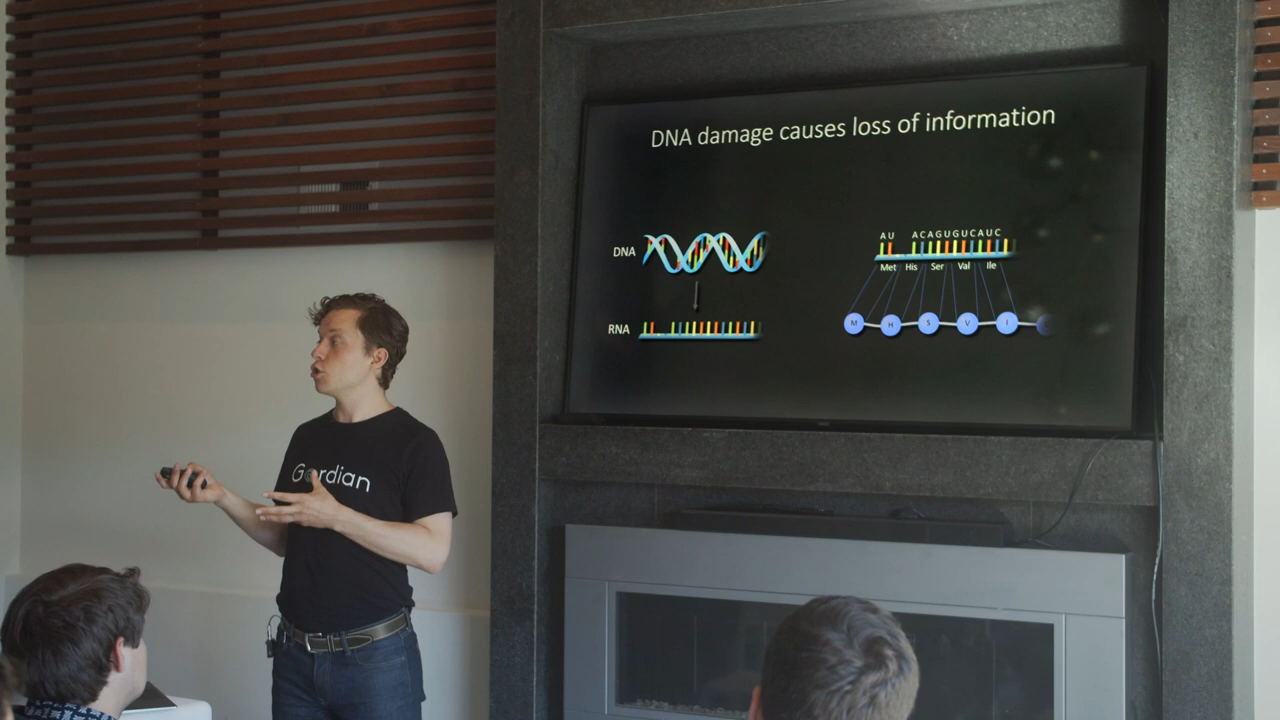 DNA damage causes loss of information
DNA
RNA
AU ACAGUGUCAUC
Met His Ser Val Ile
M H S V I
Gordian